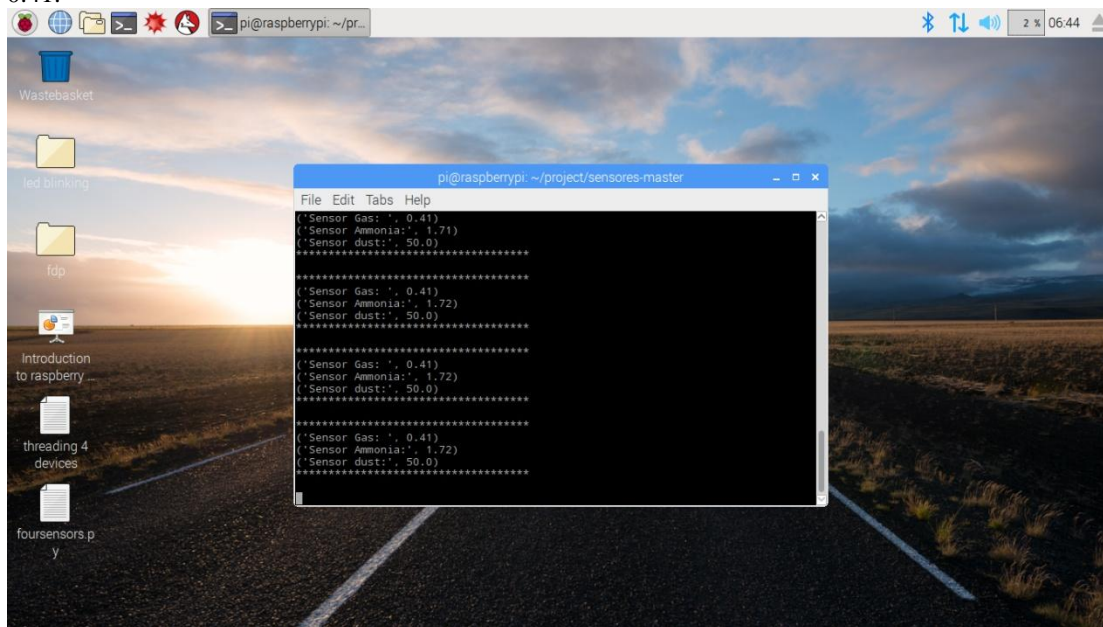 0.41.
pi@raspberrypi: ~/pr...
2 %
06:44
Wastebasket
led blinking
fdp
Introduction
to raspberry ...
threading 4
devices
foursensors.p
y
pi@raspberrypi: ~/project/sensores-master
File Edit Tabs Help
('Sensor Gas: ', 0.41)
('Sensor Ammonia:', 1.71)
('Sensor dust:', 50.0)
************************************
************************************
('Sensor Gas: ', 0.41)
('Sensor Ammonia:', 1.72)
('Sensor dust:', 50.0)
************************************
************************************
('Sensor Gas: ', 0.41)
('Sensor Ammonia:', 1.72)
('Sensor dust:', 50.0)
************************************
************************************
('Sensor Gas: ', 0.41)
('Sensor Ammonia:', 1.72)
('Sensor dust:', 50.0)
************************************